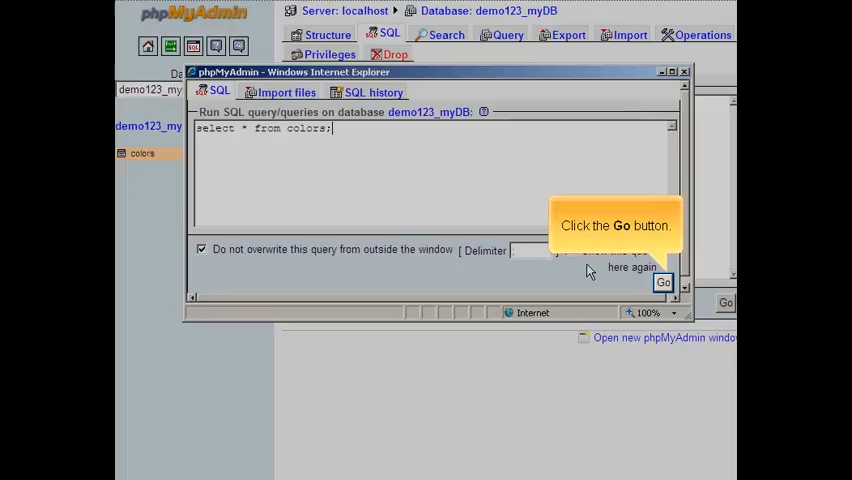 phpMyAdmin
Server: localhost Database: demo123_myDB
Structure SQL Search Query Export Import Operations
Privileges Drop
SQL
Da
demo123_my
demo123_my
colors
phpMyAdmin - Windows Internet Explorer
SQL Import files SQL history
Run SQL query/queries on database demo123_myDB:
select * from colors;
Click the Go button.
Do not overwrite this query from outside the window [ Delimiter ; ]
here again
Go
Go
Internet 100%
Open new phpMyAdmin window